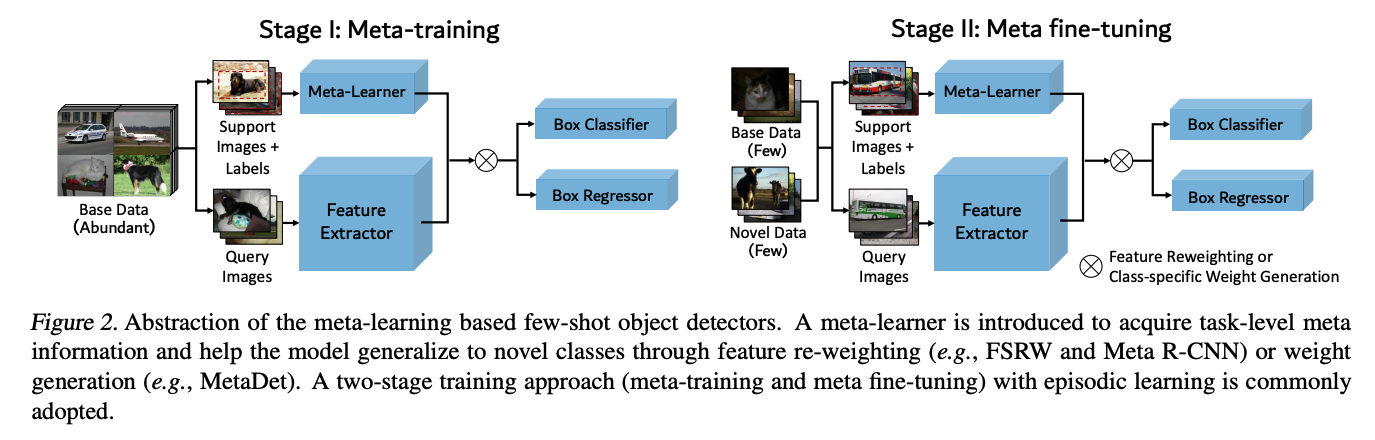 Stage I: Meta-training
Support
Images +
Labels
Meta-Learner
Base Data
(Abundant)
Query
Images
Feature
Extractor
Box Classifier
Box Regressor
Stage II: Meta fine-tuning
Base Data
(Few)
Novel Data
(Few)
Support
Images +
Labels
Meta-Learner
Query
Images
Feature
Extractor
Box Classifier
Box Regressor
Feature Reweighting or
Class-specific Weight Generation
Figure 2. Abstraction of the meta-learning based few-shot object detectors. A meta-learner is introduced to acquire task-level meta
information and help the model generalize to novel classes through feature re-weighting (e.g., FSRW and Meta R-CNN) or weight
generation (e.g., MetaDet). A two-stage training approach (meta-training and meta fine-tuning) with episodic learning is commonly
adopted.